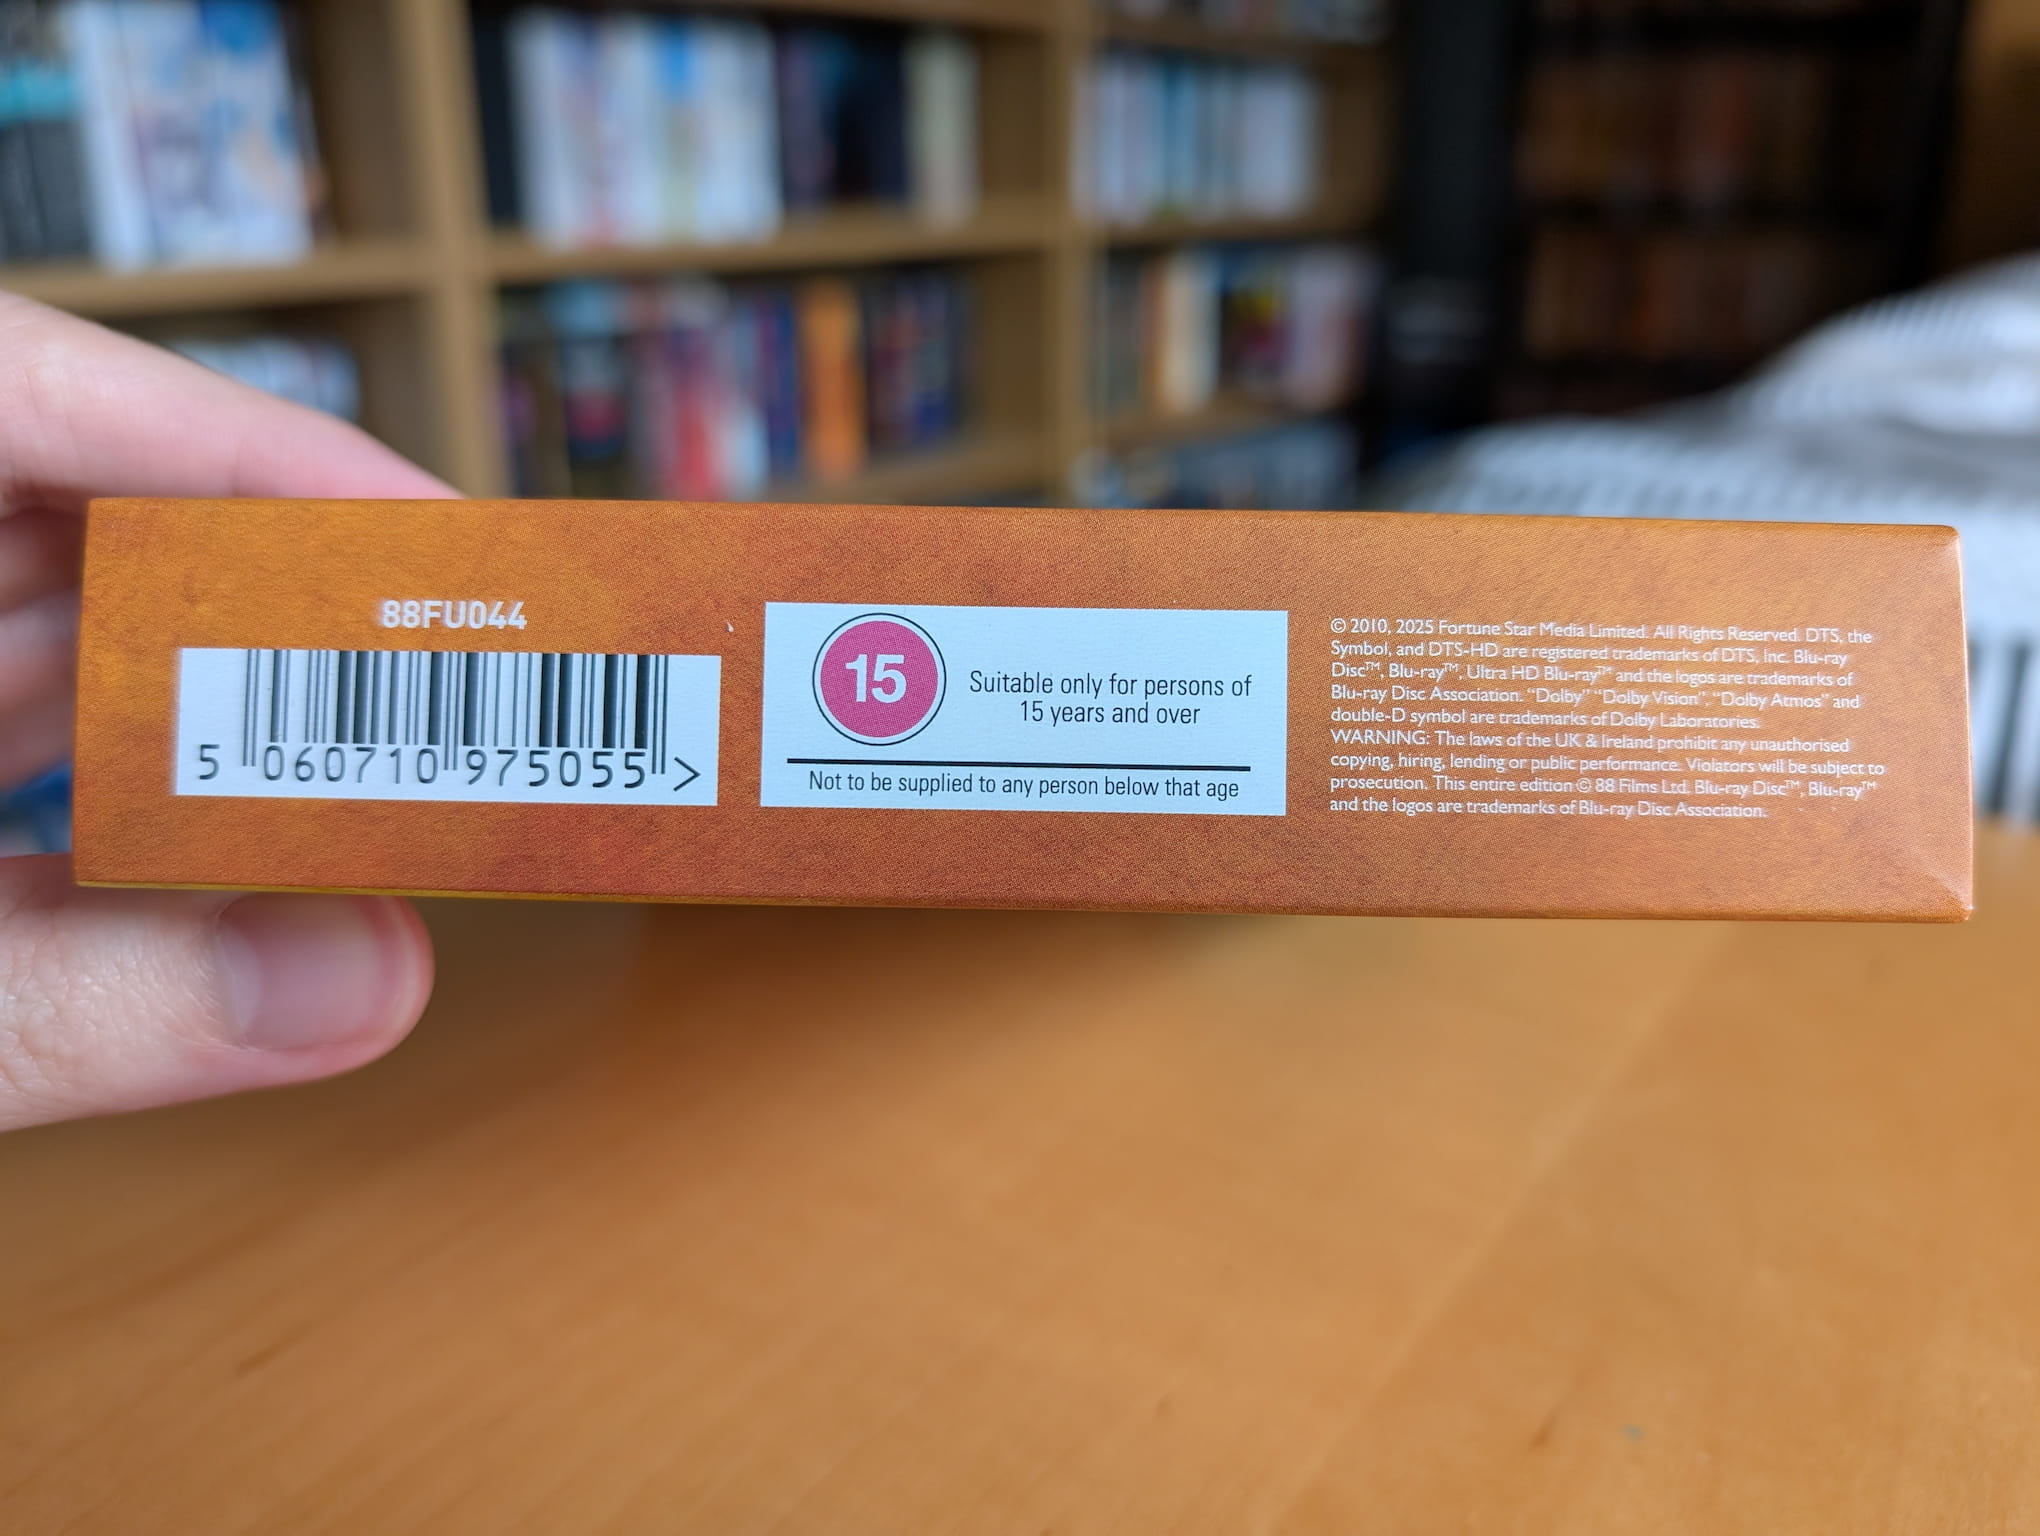 88FU044
5 060710 975055 >
15
Suitable only for persons of
15 years and over
Not to be supplied to any person below that age
© 2010, 2025 Fortune Star Media Limited. All Rights Reserved. DTS, the
Symbol, and DTS-HD are registered trademarks of DTS, Inc. Blu-ray
Disc™, Blu-ray™, Ultra HD Blu-ray™ and the logos are trademarks of
Blu-ray Disc Association. “Dolby” “Dolby Vision”, “Dolby Atmos” and
double-D symbol are trademarks of Dolby Laboratories.
WARNING: The laws of the UK & Ireland prohibit any unauthorised
copying, hiring, lending or public performance. Violators will be subject to
prosecution. This entire edition © 88 Films Ltd. Blu-ray Disc™, Blu-ray™
and the logos are trademarks of Blu-ray Disc Association.